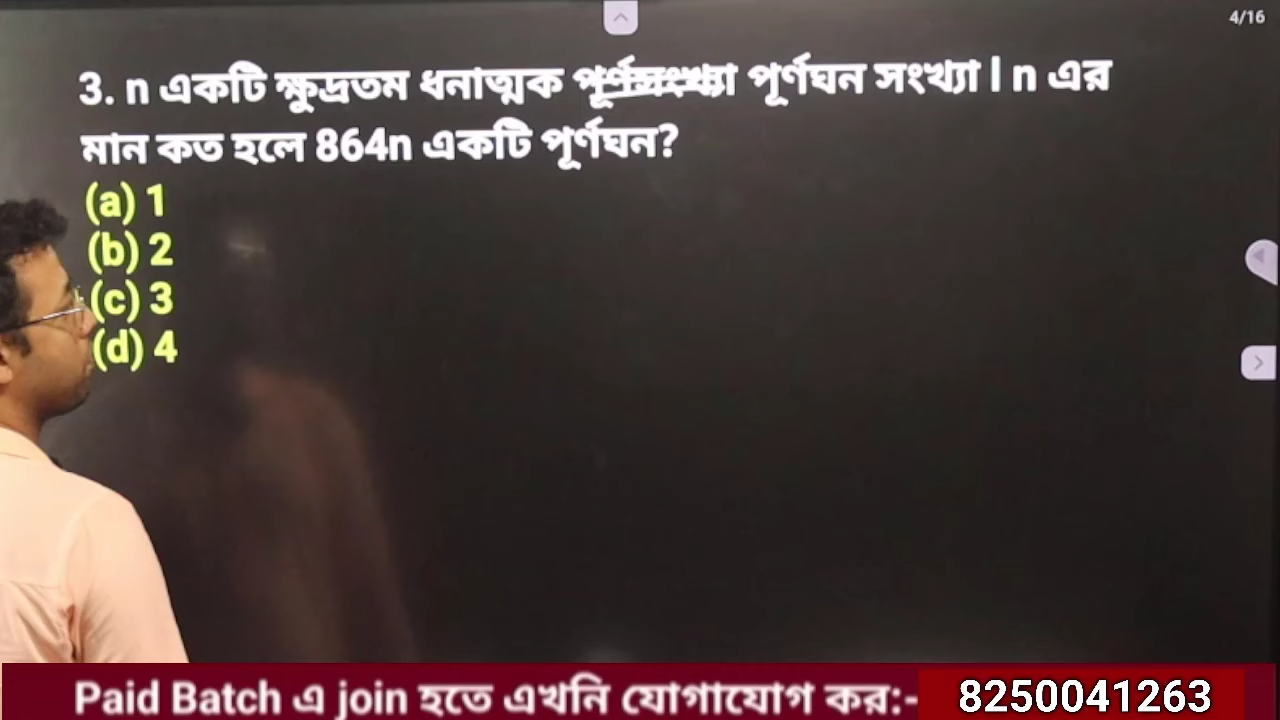 4/16
3. n একটি ক্ষুদ্রতম ধনাত্মক পূর্ণসংখ্যা পূর্ণঘন সংখ্যা | n এর
মান কত হলে 864n একটি পূর্ণঘন?
(a) 1
(b) 2
(c) 3
(d) 4
Paid Batch এ join হতে এখনি যোগাযোগ কর:- 8250041263